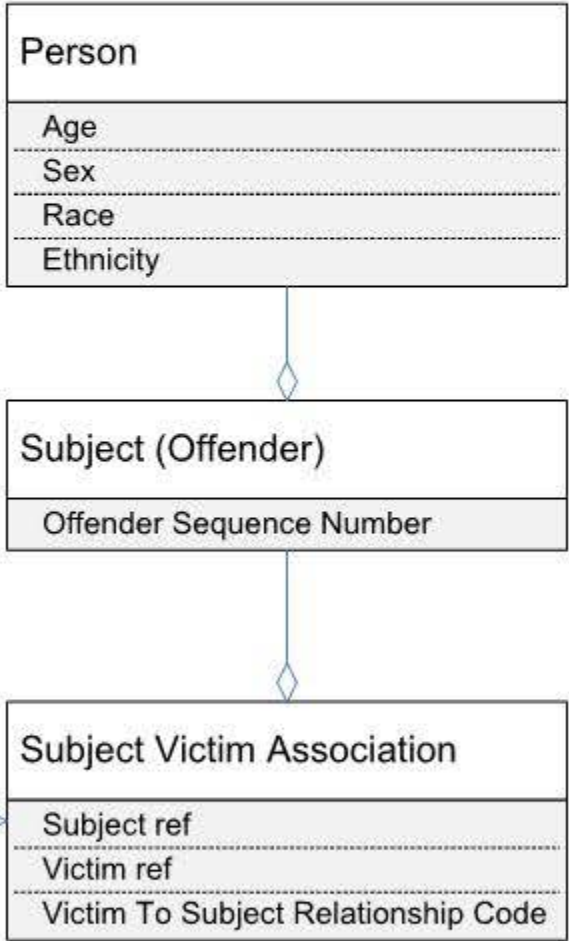 Person
Age
Sex
Race
Ethnicity
Subject (Offender)
Offender Sequence Number
Subject Victim Association
Subject ref
Victim ref
Victim To Subject Relationship Code